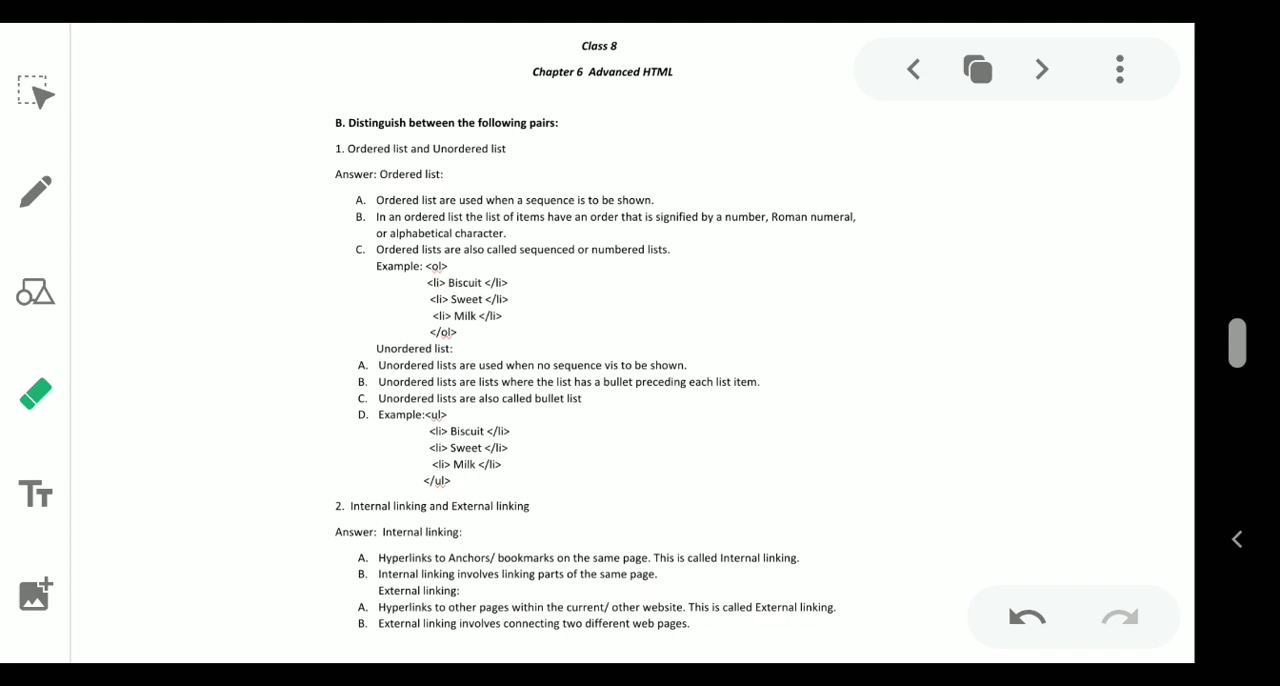 Class 8
Chapter 6 Advanced HTML
B. Distinguish between the following pairs:
1. Ordered list and Unordered list
Answer: Ordered list:
A. Ordered list are used when a sequence is to be shown.
B. In an ordered list the list of items have an order that is signified by a number, Roman numeral,
or alphabetical character.
C. Ordered lists are also called sequenced or numbered lists.
Example: <ol>
<li> Biscuit </li>
<li> Sweet </li>
<li> Milk </li>
</ol>
Unordered list:
A. Unordered lists are used when no sequence vis to be shown.
B. Unordered lists are lists where the list has a bullet preceding each list item.
C. Unordered lists are also called bullet list
D. Example:<ul>
<li> Biscuit </li>
<li> Sweet </li>
<li> Milk </li>
</ul>
2. Internal linking and External linking
Answer: Internal linking:
A. Hyperlinks to Anchors/ bookmarks on the same page. This is called Internal linking.
B. Internal linking involves linking parts of the same page.
External linking:
A. Hyperlinks to other pages within the current/ other website. This is called External linking.
B. External linking involves connecting two different web pages.
TT